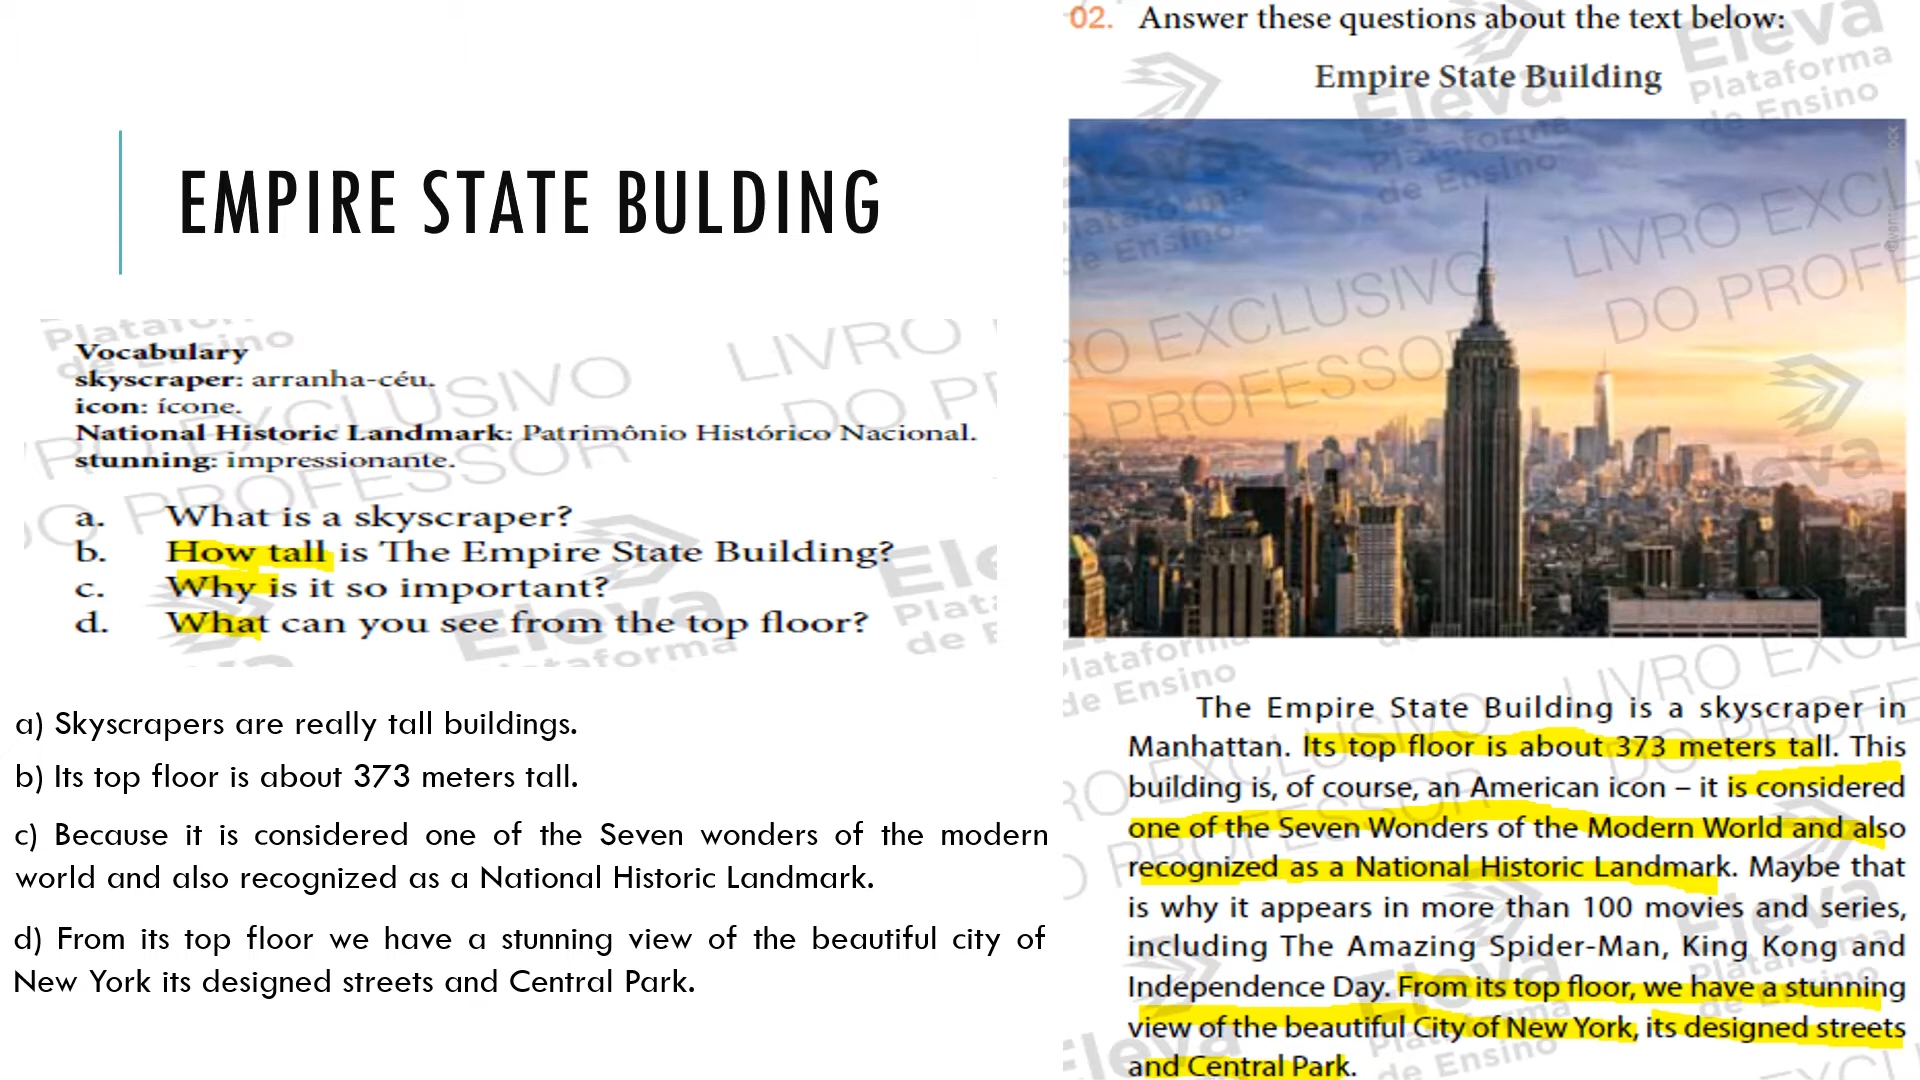 EMPIRE STATE BULDING
Vocabulary
skyscraper: arranha-céu.
icon: ícone.
National Historic Landmark: Patrimônio Histórico Nacional.
stunning: impressionante.
a. What is a skyscraper?
b. How tall is The Empire State Building?
c. Why is it so important?
d. What can you see from the top floor?
a) Skyscrapers are really tall buildings.
b) Its top floor is about 373 meters tall.
c) Because it is considered one of the Seven wonders of the modern
world and also recognized as a National Historic Landmark.
d) From its top floor we have a stunning view of the beautiful city of
New York its designed streets and Central Park.
02. Answer these questions about the text below:
Empire State Building
The Empire State Building is a skyscraper in
Manhattan. Its top floor is about 373 meters tall. This
building is, of course, an American icon – it is considered
one of the Seven Wonders of the Modern World and also
recognized as a National Historic Landmark. Maybe that
is why it appears in more than 100 movies and series,
including The Amazing Spider-Man, King Kong and
Independence Day. From its top floor, we have a stunning
view of the beautiful City of New York, its designed streets
and Central Park.
Eleva
Plataforma
de Ensino
LIVRO EXCLUSIVO
DO PROFESSOR